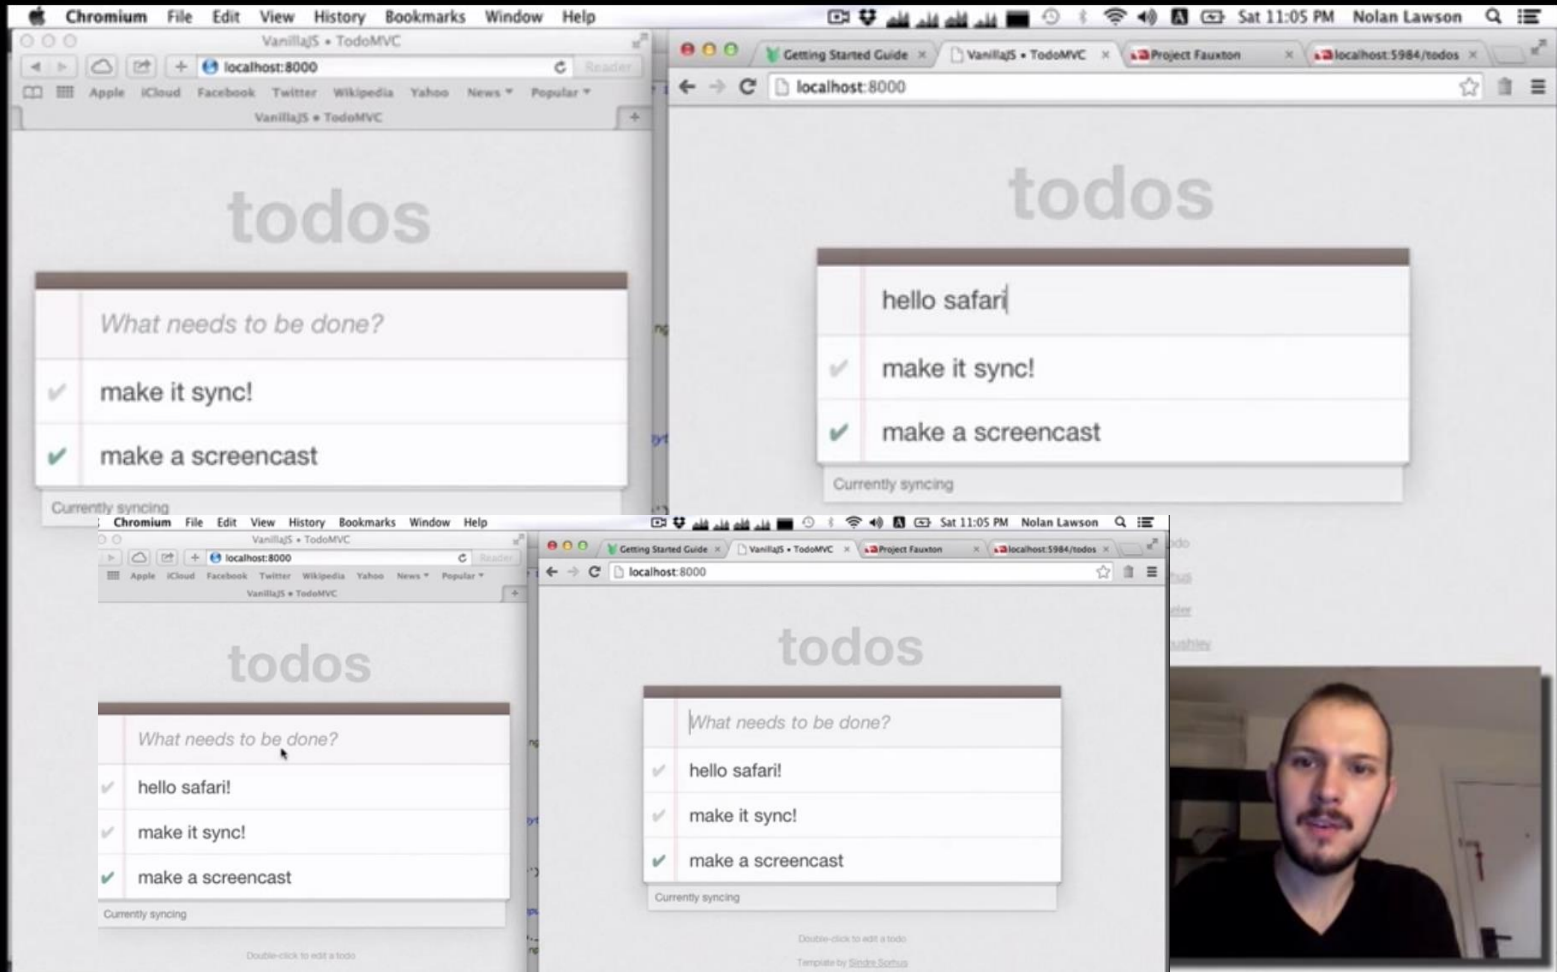 Chromium File Edit View History Bookmarks Window Help
Sat 11:05 PM Nolan Lawson
VanillaJS • TodoMVC
localhost:8000
Reader
Apple iCloud Facebook Twitter Wikipedia Yahoo News Popular
VanillaJS • TodoMVC
+
todos
What needs to be done?
make it sync!
make a screencast
Currently syncing
Getting Started Guide × VanillaJS • TodoMVC × Project Fauxton × localhost:5984/todos ×
localhost:8000
todos
hello safari
make it sync!
make a screencast
Currently syncing
Chromium File Edit View History Bookmarks Window Help
Sat 11:05 PM Nolan Lawson
VanillaJS • TodoMVC
localhost:8000
Reader
Apple iCloud Facebook Twitter Wikipedia Yahoo News Popular
VanillaJS • TodoMVC
+
todos
What needs to be done?
hello safari!
make it sync!
make a screencast
Currently syncing
Double-click to edit a todo
Getting Started Guide × VanillaJS • TodoMVC × Project Fauxton × localhost:5984/todos ×
localhost:8000
todos
What needs to be done?
hello safari!
make it sync!
make a screencast
Currently syncing
Double-click to edit a todo
Template by Sindre Sorhus